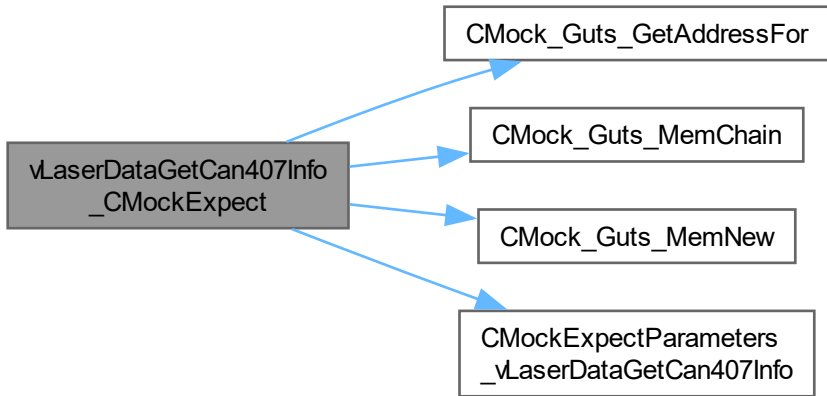 CMock_Guts_GetAddressFor
CMock_Guts_MemChain
vLaserDataGetCan407Info
_CMockExpect
CMock_Guts_MemNew
CMockExpectParameters
_vLaserDataGetCan407Info